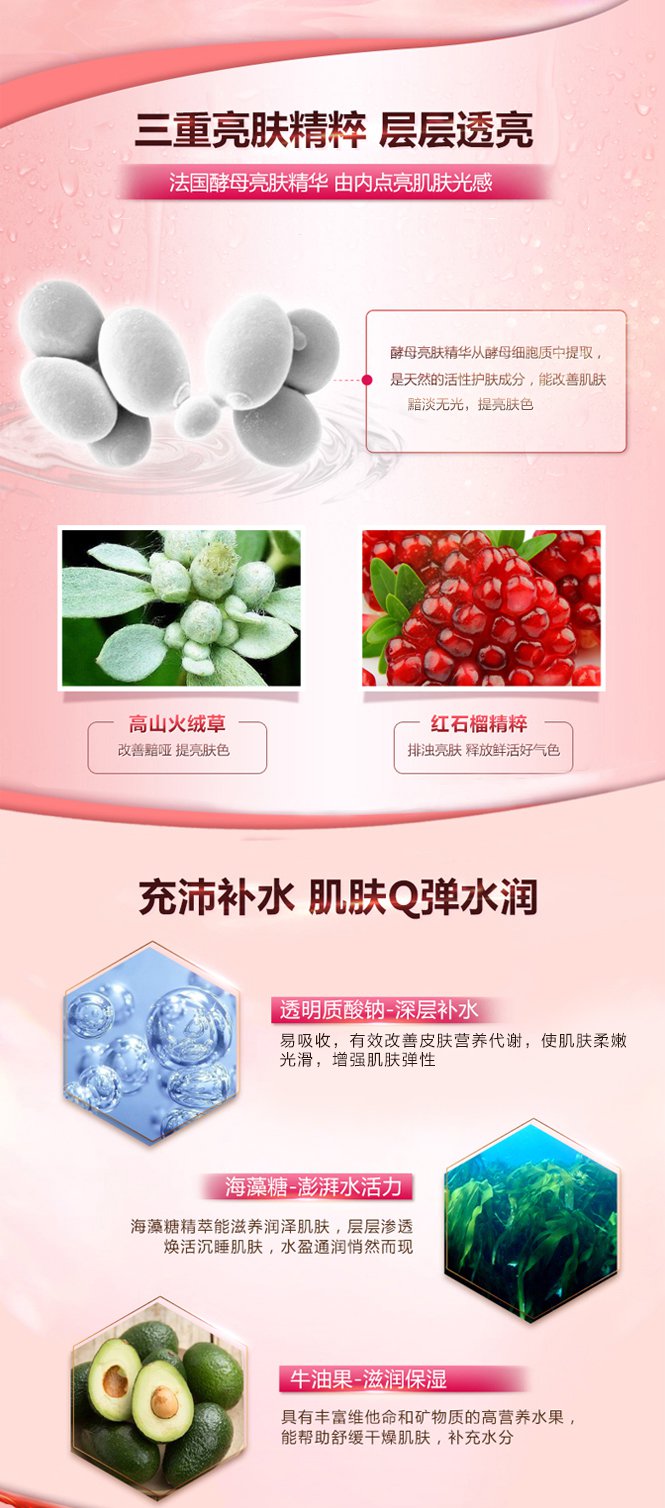 三重亮肤精粹 层层透亮
法国酵母亮肤精华 由内点亮肌肤光感
酵母亮肤精华从酵母细胞质中提取，
是天然的活性护肤成分，能改善肌肤
黯淡无光，提亮肤色
高山火绒草
改善黯哑 提亮肤色
红石榴精粹
排浊亮肤 释放鲜活好气色
充沛补水 肌肤Q弹水润
透明质酸钠-深层补水
易吸收，有效改善皮肤营养代谢，使肌肤柔嫩
光滑，增强肌肤弹性
海藻糖-澎湃水活力
海藻糖精萃能滋养润泽肌肤，层层渗透
焕活沉睡肌肤，水盈通润悄然而现
牛油果-滋润保湿
具有丰富维他命和矿物质的高营养水果，
能帮助舒缓干燥肌肤，补充水分